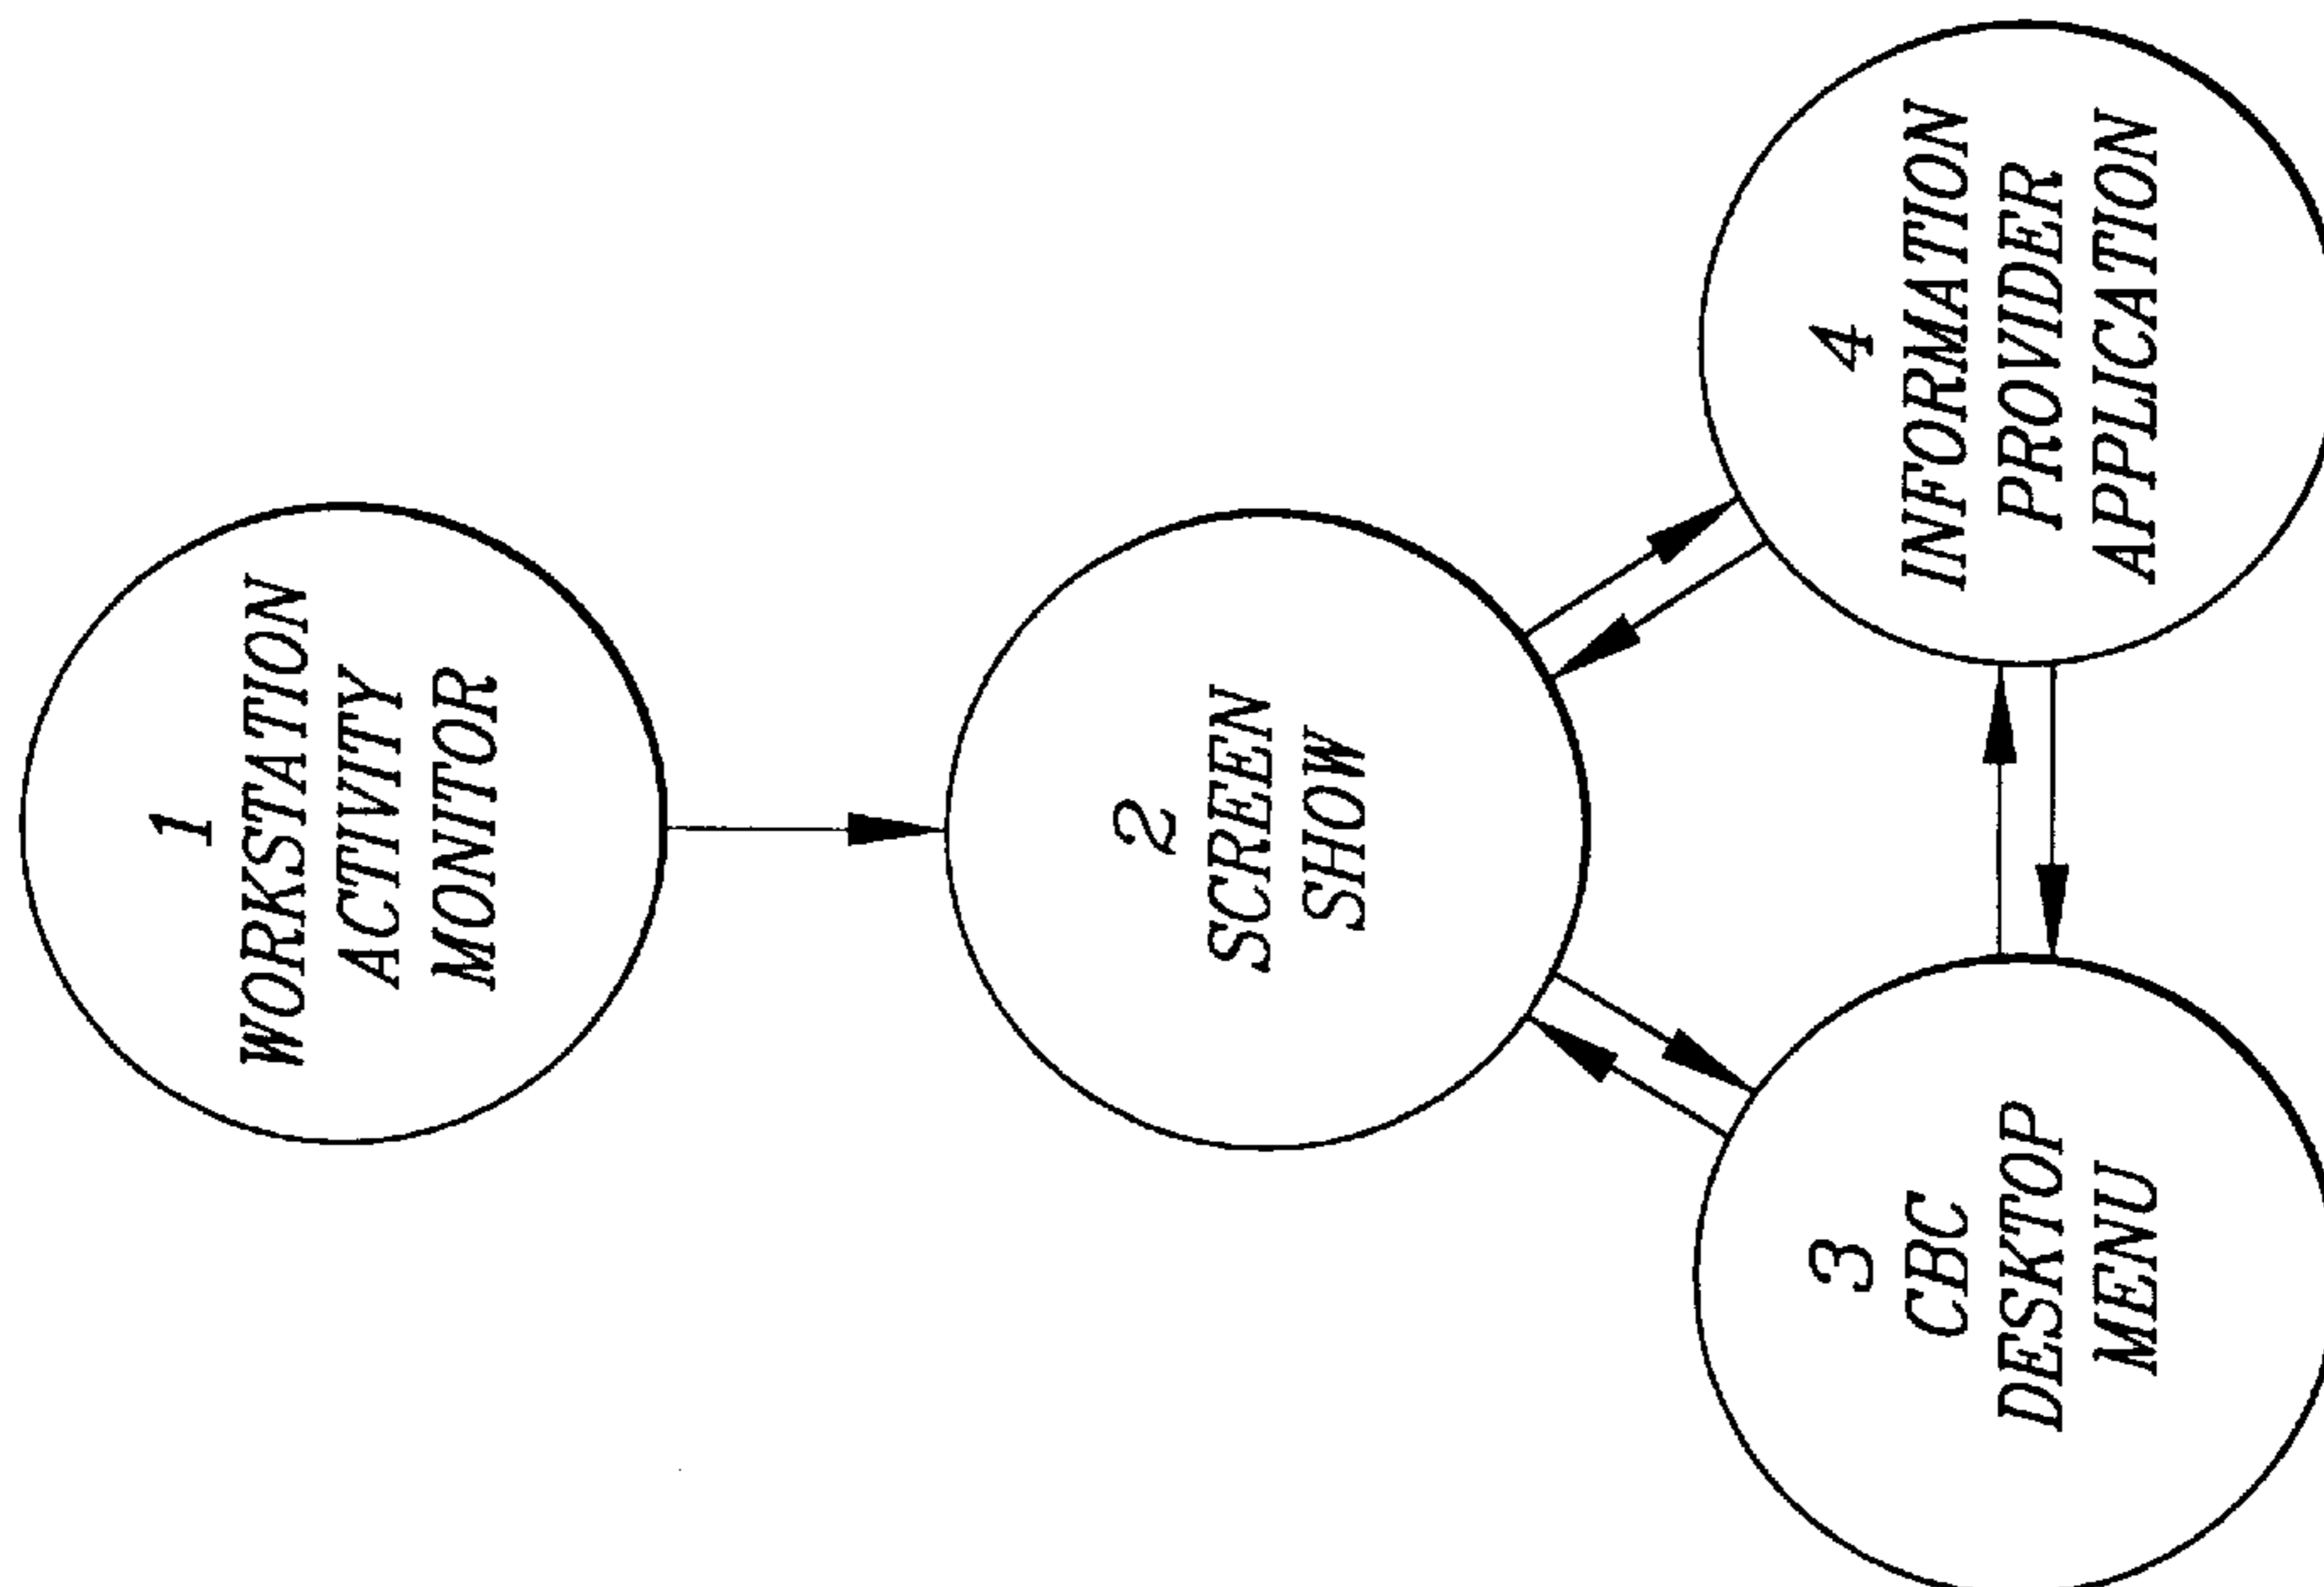 1
WORKSTATION
ACTIVITY
MONITOR
2
SCREEN
SHOW
3
CBC
DESKTOP
MENU
4
INFORMATION
PROVIDER
APPLICATION